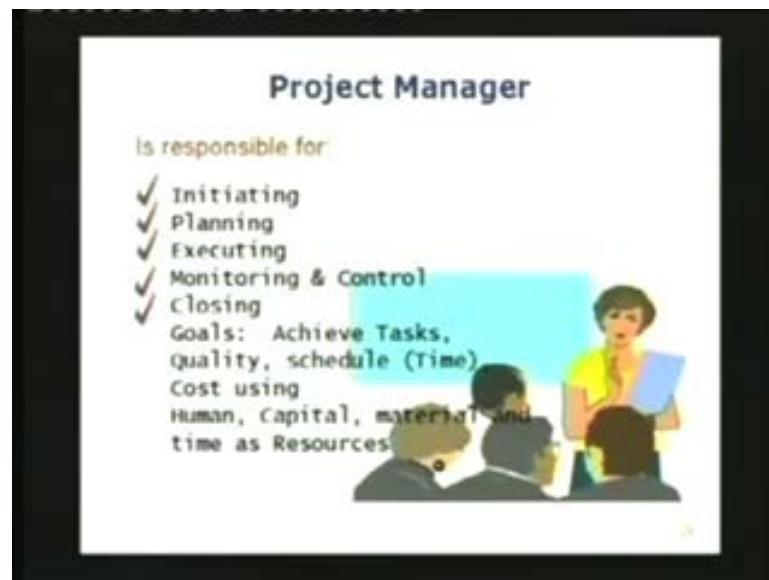 Project Manager
Is responsible for:
Initiating
Planning
Executing
Monitoring & Control
Closing
Goals: Achieve Tasks,
Quality, schedule (Time)
Cost using
Human, Capital, material and
time as Resources